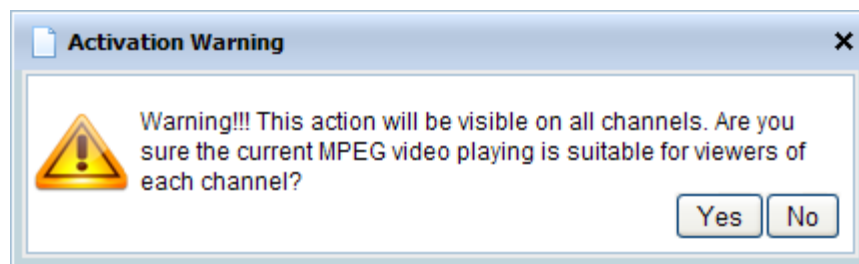 Activation Warning
Warning!!! This action will be visible on all channels. Are you
sure the current MPEG video playing is suitable for viewers of
each channel?
Yes No